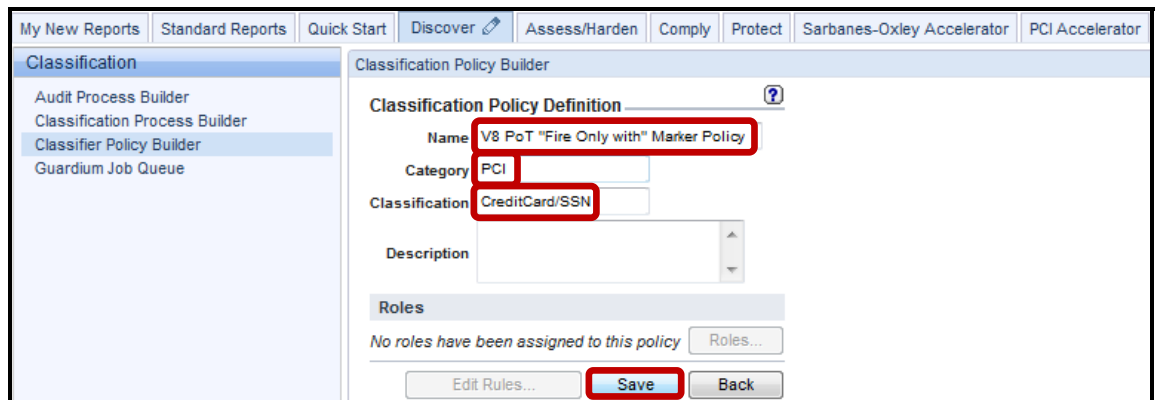 My New Reports Standard Reports Quick Start Discover Assess/Harden Comply Protect Sarbanes-Oxley Accelerator PCI Accelerator
Classification
Audit Process Builder
Classification Process Builder
Classifier Policy Builder
Guardium Job Queue
Classification Policy Builder
Classification Policy Definition ?
Name V8 PoT "Fire Only with" Marker Policy
Category PCI
Classification CreditCard/SSN
Description
Roles
No roles have been assigned to this policy Roles...
Edit Rules... Save Back